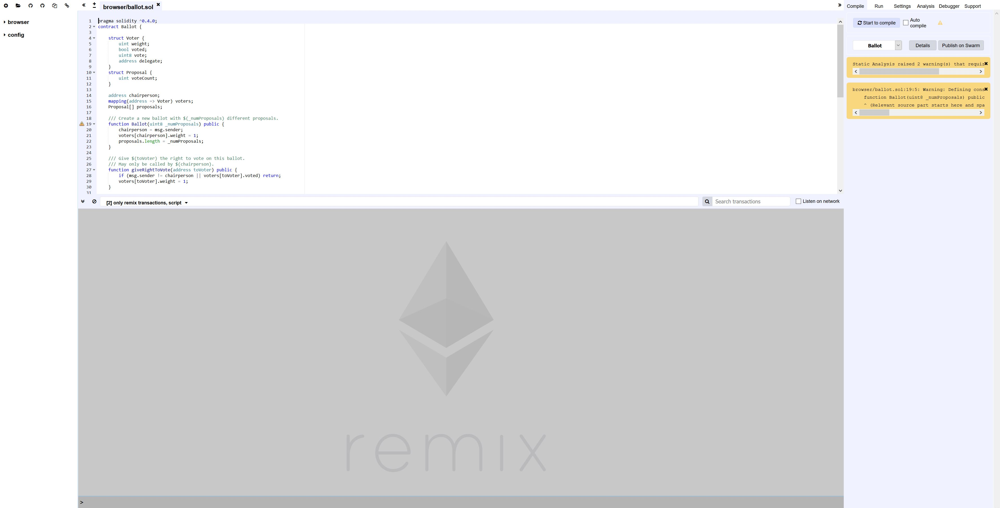 browser/ballot.sol
Compile Run Settings Analysis Debugger Support
browser
config
1 pragma solidity ^0.4.0;
2 contract Ballot {
3
4 struct Voter {
5 uint weight;
6 bool voted;
7 uint8 vote;
8 address delegate;
9 }
10 struct Proposal {
11 uint voteCount;
12 }
13
14 address chairperson;
15 mapping(address => Voter) voters;
16 Proposal[] proposals;
17
18 /// Create a new ballot with $(_numProposals) different proposals.
19 function Ballot(uint8 _numProposals) public {
20 chairperson = msg.sender;
21 voters[chairperson].weight = 1;
22 proposals.length = _numProposals;
23 }
24
25 /// Give $(toVoter) the right to vote on this ballot.
26 /// May only be called by $(chairperson).
27 function giveRightToVote(address toVoter) public {
28 if (msg.sender != chairperson || voters[toVoter].voted) return;
29 voters[toVoter].weight = 1;
30 }
31
[2] only remix transactions, script
Search transactions
Listen on network
remix
>
Start to compile
Auto
compile
Ballot
Details
Publish on Swarm
Static Analysis raised 2 warning(s) that requir
browser/ballot.sol:19:5: Warning: Defining cons
function Ballot(uint8 _numProposals) public
^ (Relevant source part starts here and spa